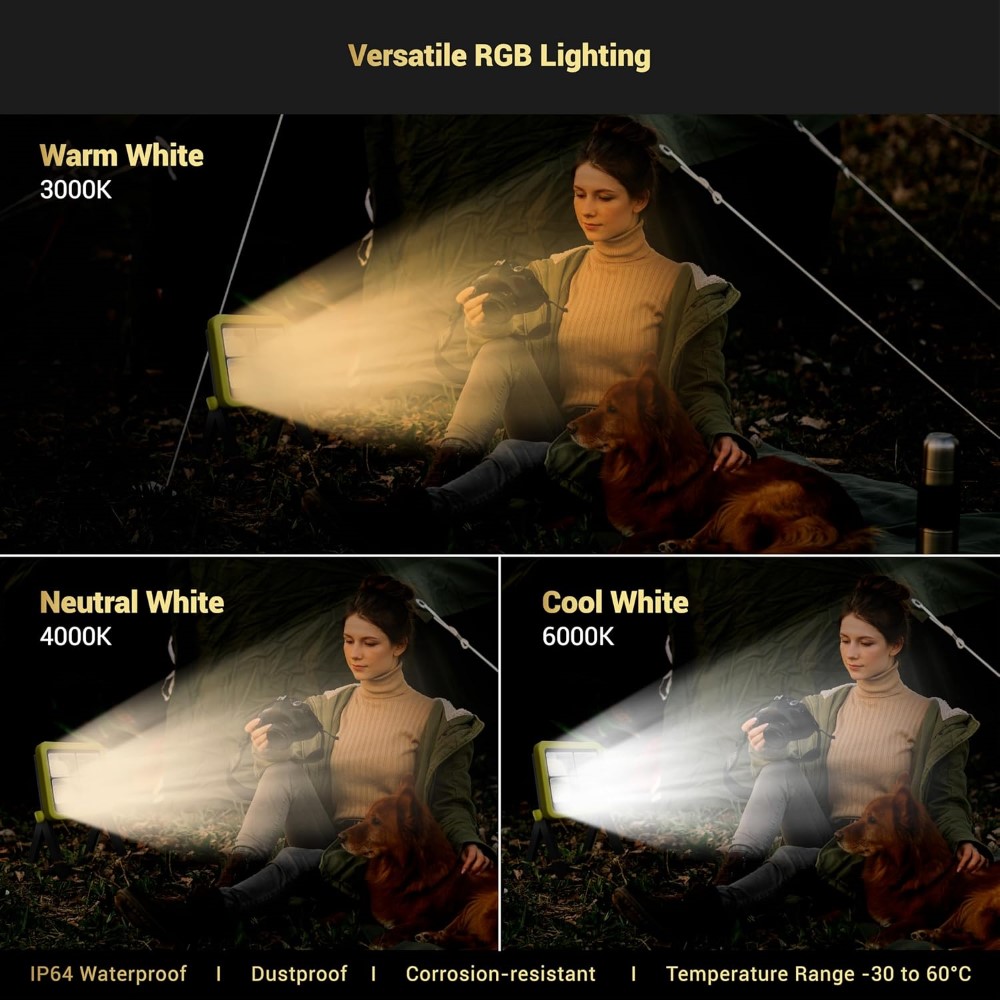 Versatile RGB Lighting
Warm White
3000K
Neutral White
4000K
Cool White
6000K
IP64 Waterproof I Dustproof I Corrosion-resistant I Temperature Range -30 to 60°C